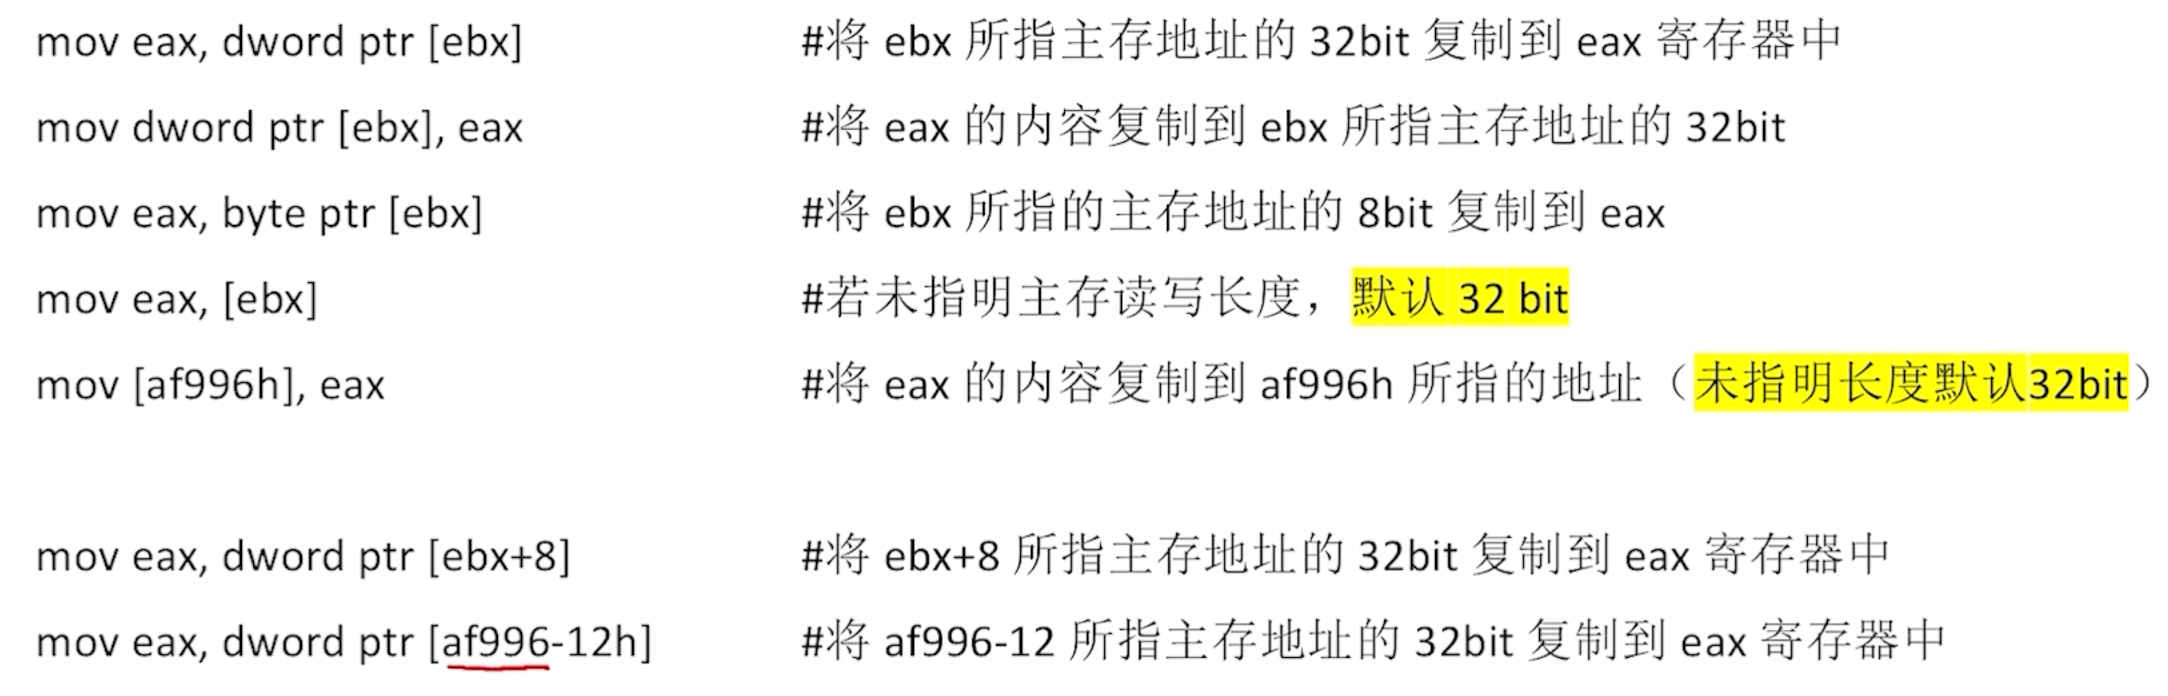 mov eax, dword ptr [ebx] #将 ebx 所指主存地址的 32bit 复制到 eax 寄存器中
mov dword ptr [ebx], eax #将 eax 的内容复制到 ebx 所指主存地址的 32bit
mov eax, byte ptr [ebx] #将 ebx 所指的主存地址的 8bit 复制到 eax
mov eax, [ebx] #若未指明主存读写长度，默认 32 bit
mov [af996h], eax #将 eax 的内容复制到 af996h 所指的地址（未指明长度默认32bit）
mov eax, dword ptr [ebx+8] #将 ebx+8 所指主存地址的 32bit 复制到 eax 寄存器中
mov eax, dword ptr [af996-12h] #将 af996-12 所指主存地址的 32bit 复制到 eax 寄存器中